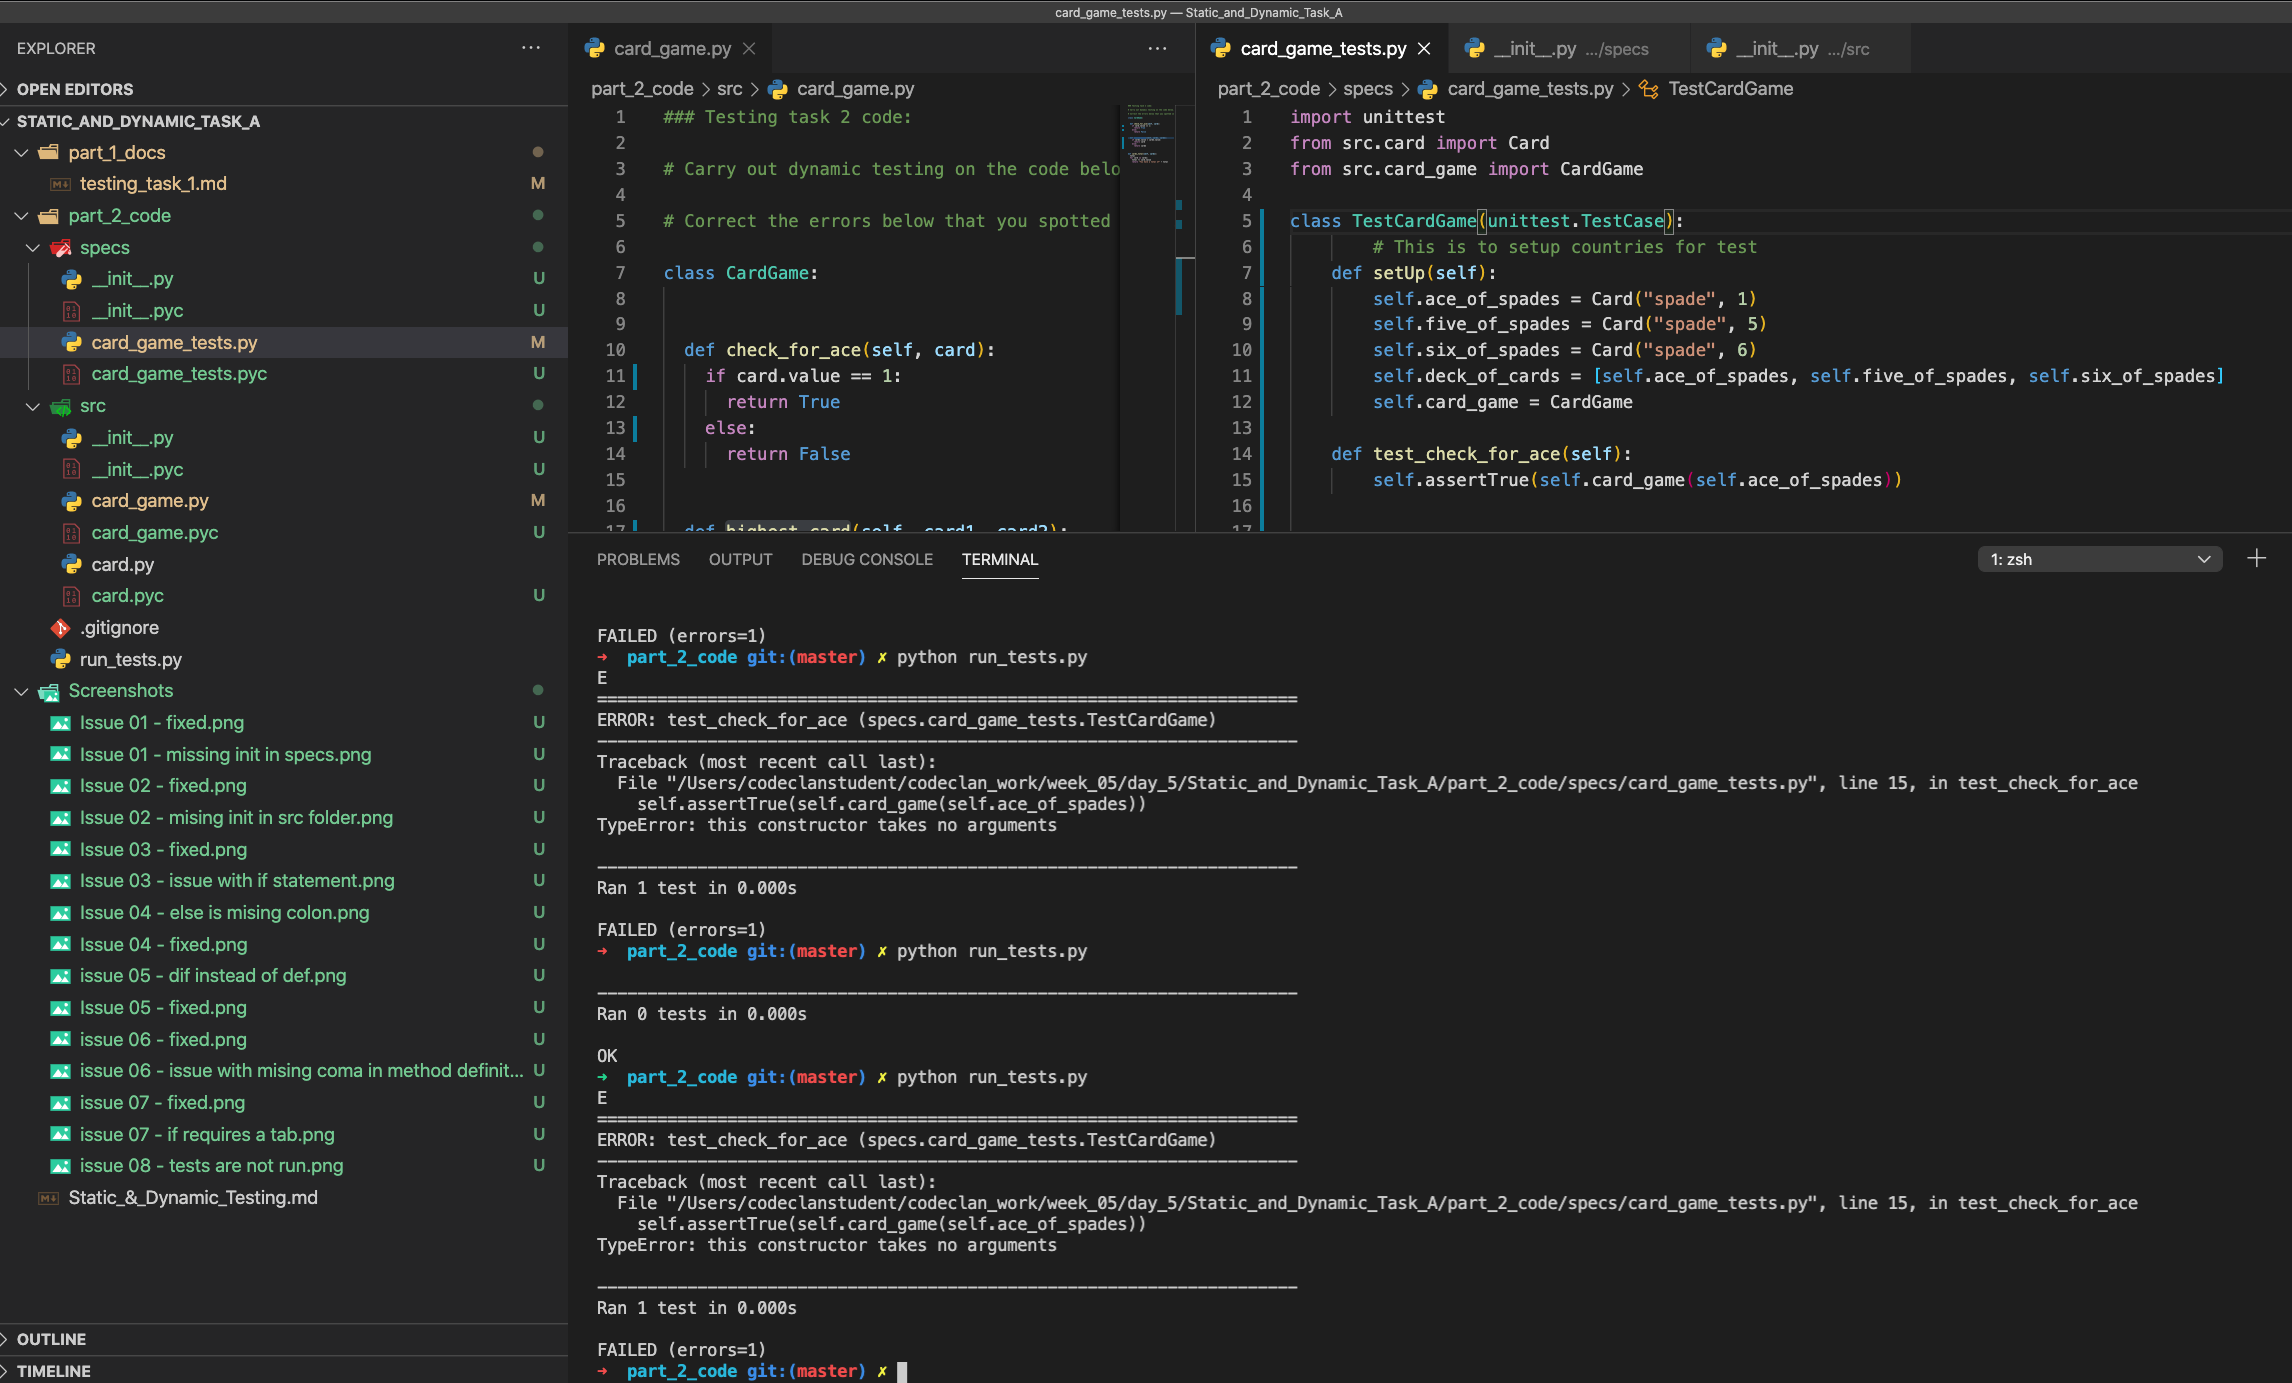 card_game_tests.py — Static_and_Dynamic_Task_A
EXPLORER
OPEN EDITORS
STATIC_AND_DYNAMIC_TASK_A
part_1_docs
testing_task_1.md M
part_2_code
specs
__init__.py U
__init__.pyc U
card_game_tests.py M
card_game_tests.pyc U
src
__init__.py U
__init__.pyc U
card_game.py M
card_game.pyc U
card.py
card.pyc U
.gitignore
run_tests.py
Screenshots
Issue 01 - fixed.png U
Issue 01 - missing init in specs.png U
Issue 02 - fixed.png U
Issue 02 - mising init in src folder.png U
Issue 03 - fixed.png U
Issue 03 - issue with if statement.png U
Issue 04 - else is mising colon.png U
Issue 04 - fixed.png U
issue 05 - dif instead of def.png U
Issue 05 - fixed.png U
issue 06 - fixed.png U
issue 06 - issue with mising coma in method definit... U
issue 07 - fixed.png U
issue 07 - if requires a tab.png U
issue 08 - tests are not run.png U
Static_&_Dynamic_Testing.md
OUTLINE
TIMELINE
card_game.py
part_2_code > src > card_game.py
1 ### Testing task 2 code:
2
3 # Carry out dynamic testing on the code belo
4
5 # Correct the errors below that you spotted
6
7 class CardGame:
8
9
10 def check_for_ace(self, card):
11 if card.value == 1:
12 return True
13 else:
14 return False
15
16
17 def highest_card(self, card1, card2):
card_game_tests.py __init__.py .../specs __init__.py .../src
part_2_code > specs > card_game_tests.py > TestCardGame
1 import unittest
2 from src.card import Card
3 from src.card_game import CardGame
4
5 class TestCardGame(unittest.TestCase):
6 # This is to setup countries for test
7 def setUp(self):
8 self.ace_of_spades = Card("spade", 1)
9 self.five_of_spades = Card("spade", 5)
10 self.six_of_spades = Card("spade", 6)
11 self.deck_of_cards = [self.ace_of_spades, self.five_of_spades, self.six_of_spades]
12 self.card_game = CardGame
13
14 def test_check_for_ace(self):
15 self.assertTrue(self.card_game(self.ace_of_spades))
16
17
PROBLEMS OUTPUT DEBUG CONSOLE TERMINAL 1: zsh
FAILED (errors=1)
→ part_2_code git:(master) ✗ python run_tests.py
E
======================================================================
ERROR: test_check_for_ace (specs.card_game_tests.TestCardGame)
----------------------------------------------------------------------
Traceback (most recent call last):
File "/Users/codeclanstudent/codeclan_work/week_05/day_5/Static_and_Dynamic_Task_A/part_2_code/specs/card_game_tests.py", line 15, in test_check_for_ace
self.assertTrue(self.card_game(self.ace_of_spades))
TypeError: this constructor takes no arguments
----------------------------------------------------------------------
Ran 1 test in 0.000s
FAILED (errors=1)
→ part_2_code git:(master) ✗ python run_tests.py
----------------------------------------------------------------------
Ran 0 tests in 0.000s
OK
→ part_2_code git:(master) ✗ python run_tests.py
E
======================================================================
ERROR: test_check_for_ace (specs.card_game_tests.TestCardGame)
----------------------------------------------------------------------
Traceback (most recent call last):
File "/Users/codeclanstudent/codeclan_work/week_05/day_5/Static_and_Dynamic_Task_A/part_2_code/specs/card_game_tests.py", line 15, in test_check_for_ace
self.assertTrue(self.card_game(self.ace_of_spades))
TypeError: this constructor takes no arguments
----------------------------------------------------------------------
Ran 1 test in 0.000s
FAILED (errors=1)
→ part_2_code git:(master) ✗